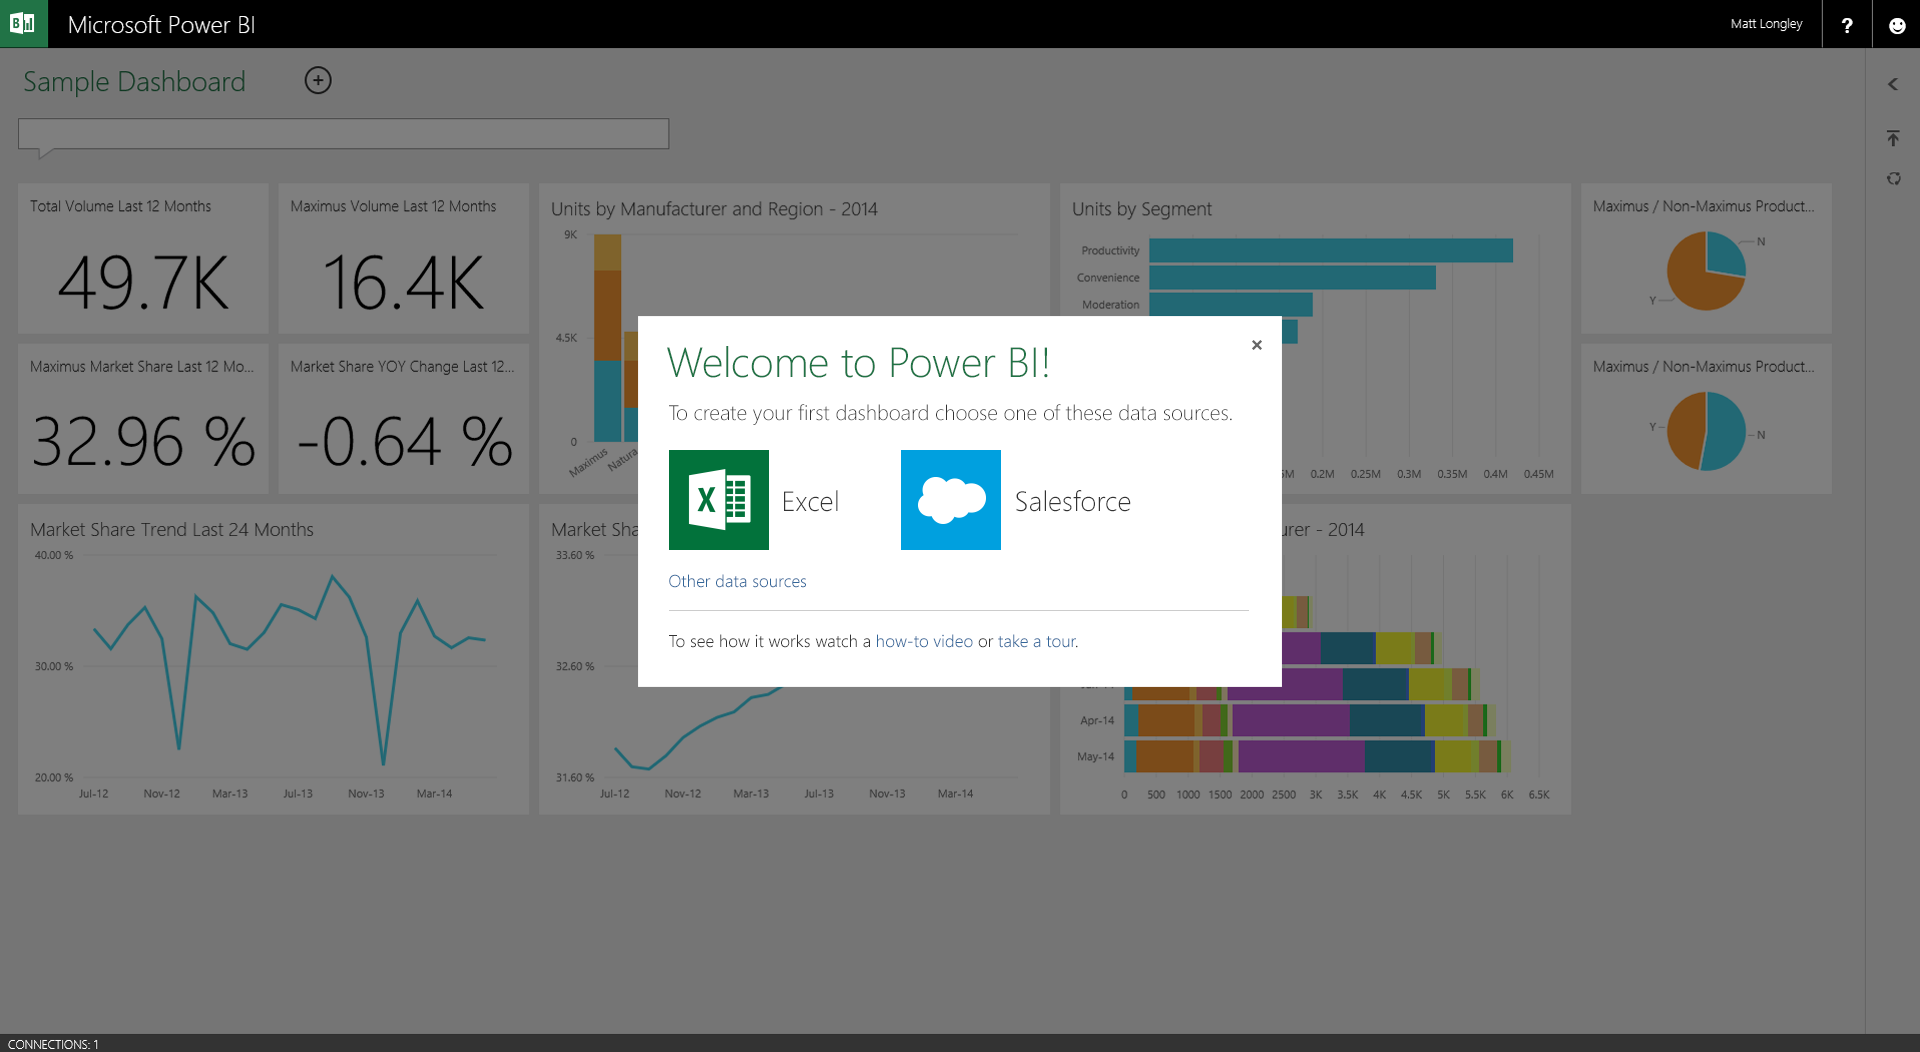 Microsoft Power BI
Matt Longley
?
Sample Dashboard
Total Volume Last 12 Months
49.7K
Maximus Volume Last 12 Months
16.4K
Units by Manufacturer and Region - 2014
9K
4.5K
0
Maximus
Natura
Units by Segment
Productivity
Convenience
Moderation
0.2M 0.25M 0.3M 0.35M 0.4M 0.45M
Maximus / Non-Maximus Product...
N
Y
Maximus Market Share Last 12 Mo...
32.96 %
Market Share YOY Change Last 12...
-0.64 %
Maximus / Non-Maximus Product...
Y
N
Welcome to Power BI!
To create your first dashboard choose one of these data sources.
Excel
Salesforce
Other data sources
To see how it works watch a how-to video or take a tour.
Market Share Trend Last 24 Months
40.00 %
30.00 %
20.00 %
Jul-12 Nov-12 Mar-13 Jul-13 Nov-13 Mar-14
Market Sha
33.60 %
32.60 %
31.60 %
Jul-12 Nov-12 Mar-13 Jul-13 Nov-13 Mar-14
urer - 2014
Apr-14
May-14
0 500 1000 1500 2000 2500 3K 3.5K 4K 4.5K 5K 5.5K 6K 6.5K
CONNECTIONS: 1